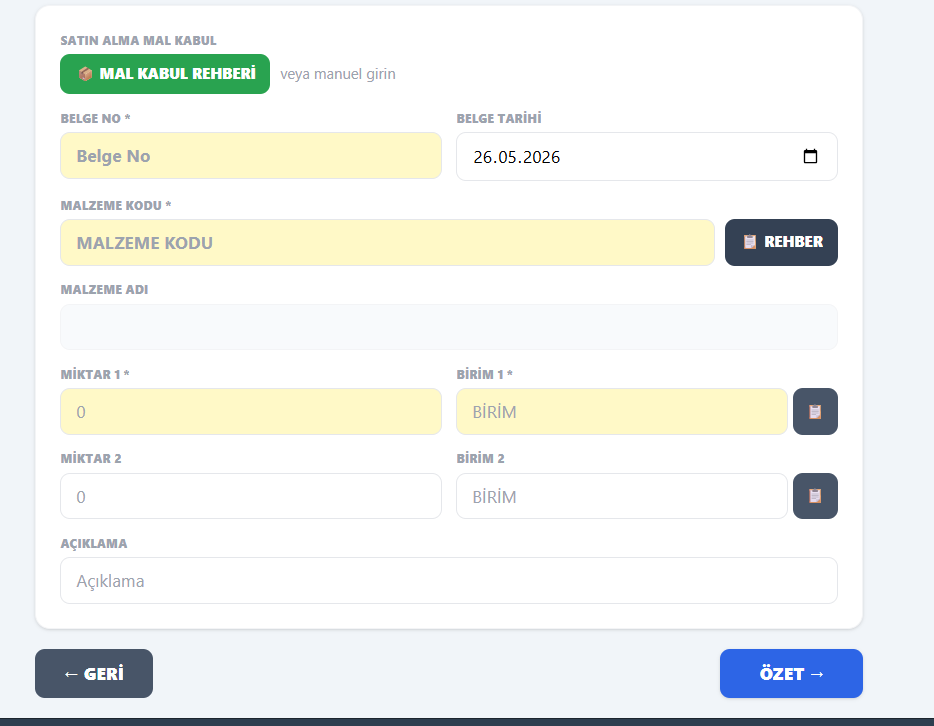 SATIN ALMA MAL KABUL
MAL KABUL REHBERİ veya manuel girin
BELGE NO * BELGE TARİHİ
Belge No 26.05.2026
MALZEME KODU *
MALZEME KODU REHBER
MALZEME ADI
MİKTAR 1 * BİRİM 1 *
0 BİRİM
MİKTAR 2 BİRİM 2
0 BİRİM
AÇIKLAMA
Açıklama
← GERİ ÖZET →